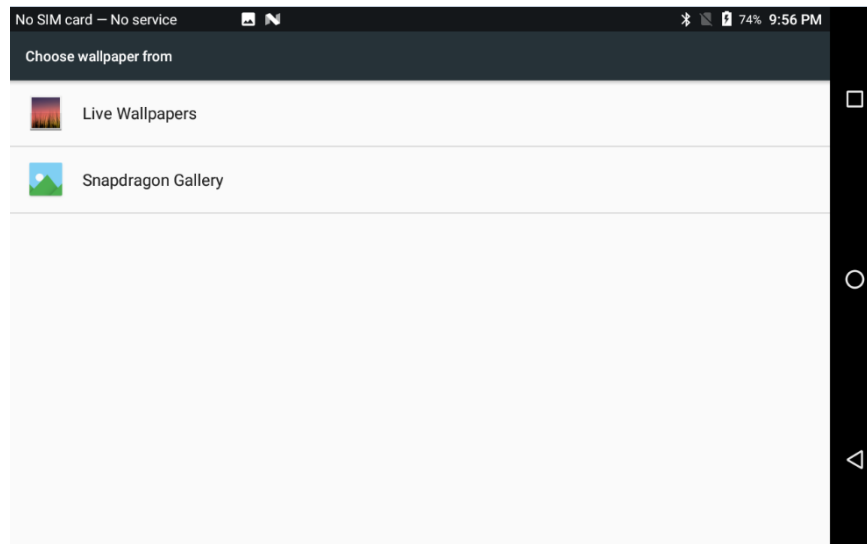 No SIM card — No service 74% 9:56 PM
Choose wallpaper from
Live Wallpapers
Snapdragon Gallery